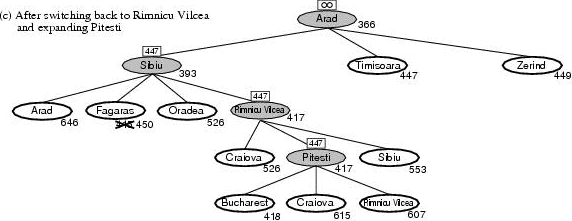 (c) After switching back to Rimnicu Vilcea
and expanding Pitesti
∞
Arad
366
447
Sibiu
393
Timisoara
447
Zerind
449
Arad
646
Fagaras
450
Oradea
526
447
Rimnicu Vilcea
417
Craiova
526
447
Pitesti
417
Sibiu
553
Bucharest
418
Craiova
615
Rimnicu Vilcea
607